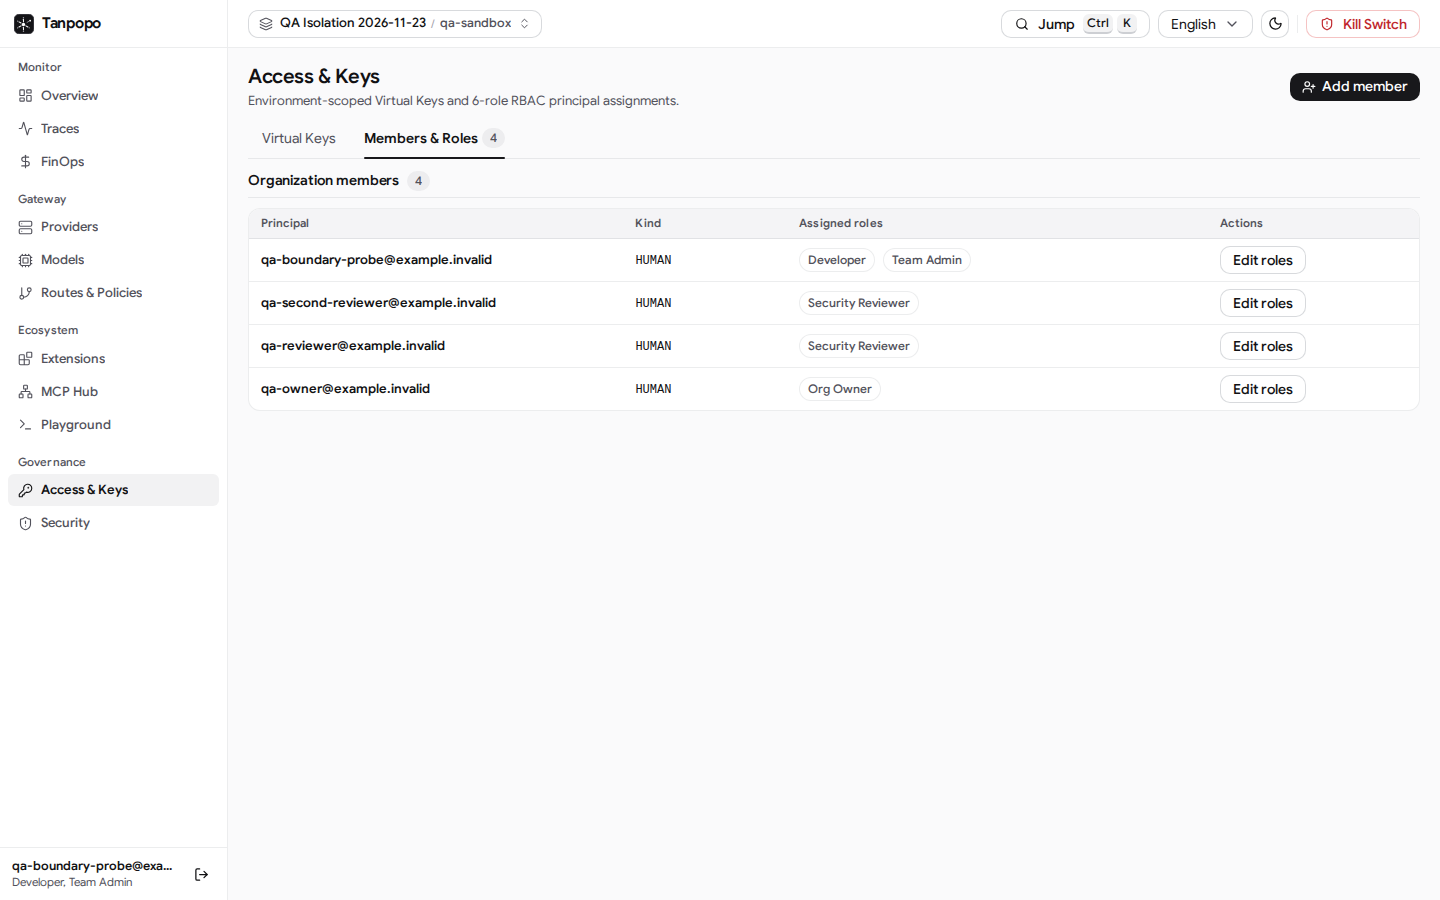 Tanpopo
QA Isolation 2026-11-23 / qa-sandbox
Jump Ctrl K
English
Kill Switch
Monitor
Overview
Traces
FinOps
Gateway
Providers
Models
Routes & Policies
Ecosystem
Extensions
MCP Hub
Playground
Governance
Access & Keys
Security
qa-boundary-probe@exa...
Developer, Team Admin
Access & Keys
Environment-scoped Virtual Keys and 6-role RBAC principal assignments.
Add member
Virtual Keys
Members & Roles 4
Organization members 4
Principal Kind Assigned roles Actions
qa-boundary-probe@example.invalid HUMAN Developer Team Admin Edit roles
qa-second-reviewer@example.invalid HUMAN Security Reviewer Edit roles
qa-reviewer@example.invalid HUMAN Security Reviewer Edit roles
qa-owner@example.invalid HUMAN Org Owner Edit roles